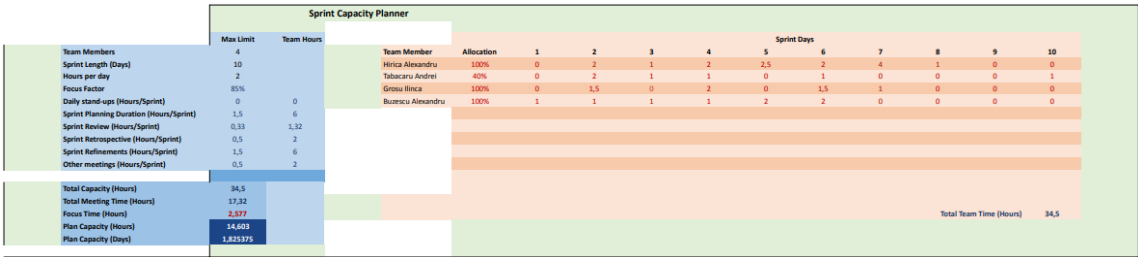 Sprint Capacity Planner
Max Limit Team Hours Sprint Days
Team Members 4 Team Member Allocation 1 2 3 4 5 6 7 8 9 10
Sprint Length (Days) 10 Hirica Alexandru 100% 0 2 1 2 2,5 2 4 1 0 0
Hours per day 2 Tabacaru Andrei 40% 0 2 1 1 0 1 0 0 0 1
Focus Factor 85% Grosu Ilinca 100% 0 1,5 0 2 0 1,5 1 0 0 0
Daily stand-ups (Hours/Sprint) 0 0 Buzescu Alexandru 100% 1 1 1 1 2 2 0 0 0 0
Sprint Planning Duration (Hours/Sprint) 1,5 6
Sprint Review (Hours/Sprint) 0,33 1,32
Sprint Retrospective (Hours/Sprint) 0,5 2
Sprint Refinements (Hours/Sprint) 1,5 6
Other meetings (Hours/Sprint) 0,5 2
Total Capacity (Hours) 34,5
Total Meeting Time (Hours) 17,32
Focus Time (Hours) 2,577 Total Team Time (Hours) 34,5
Plan Capacity (Hours) 14,603
Plan Capacity (Days) 1,825375